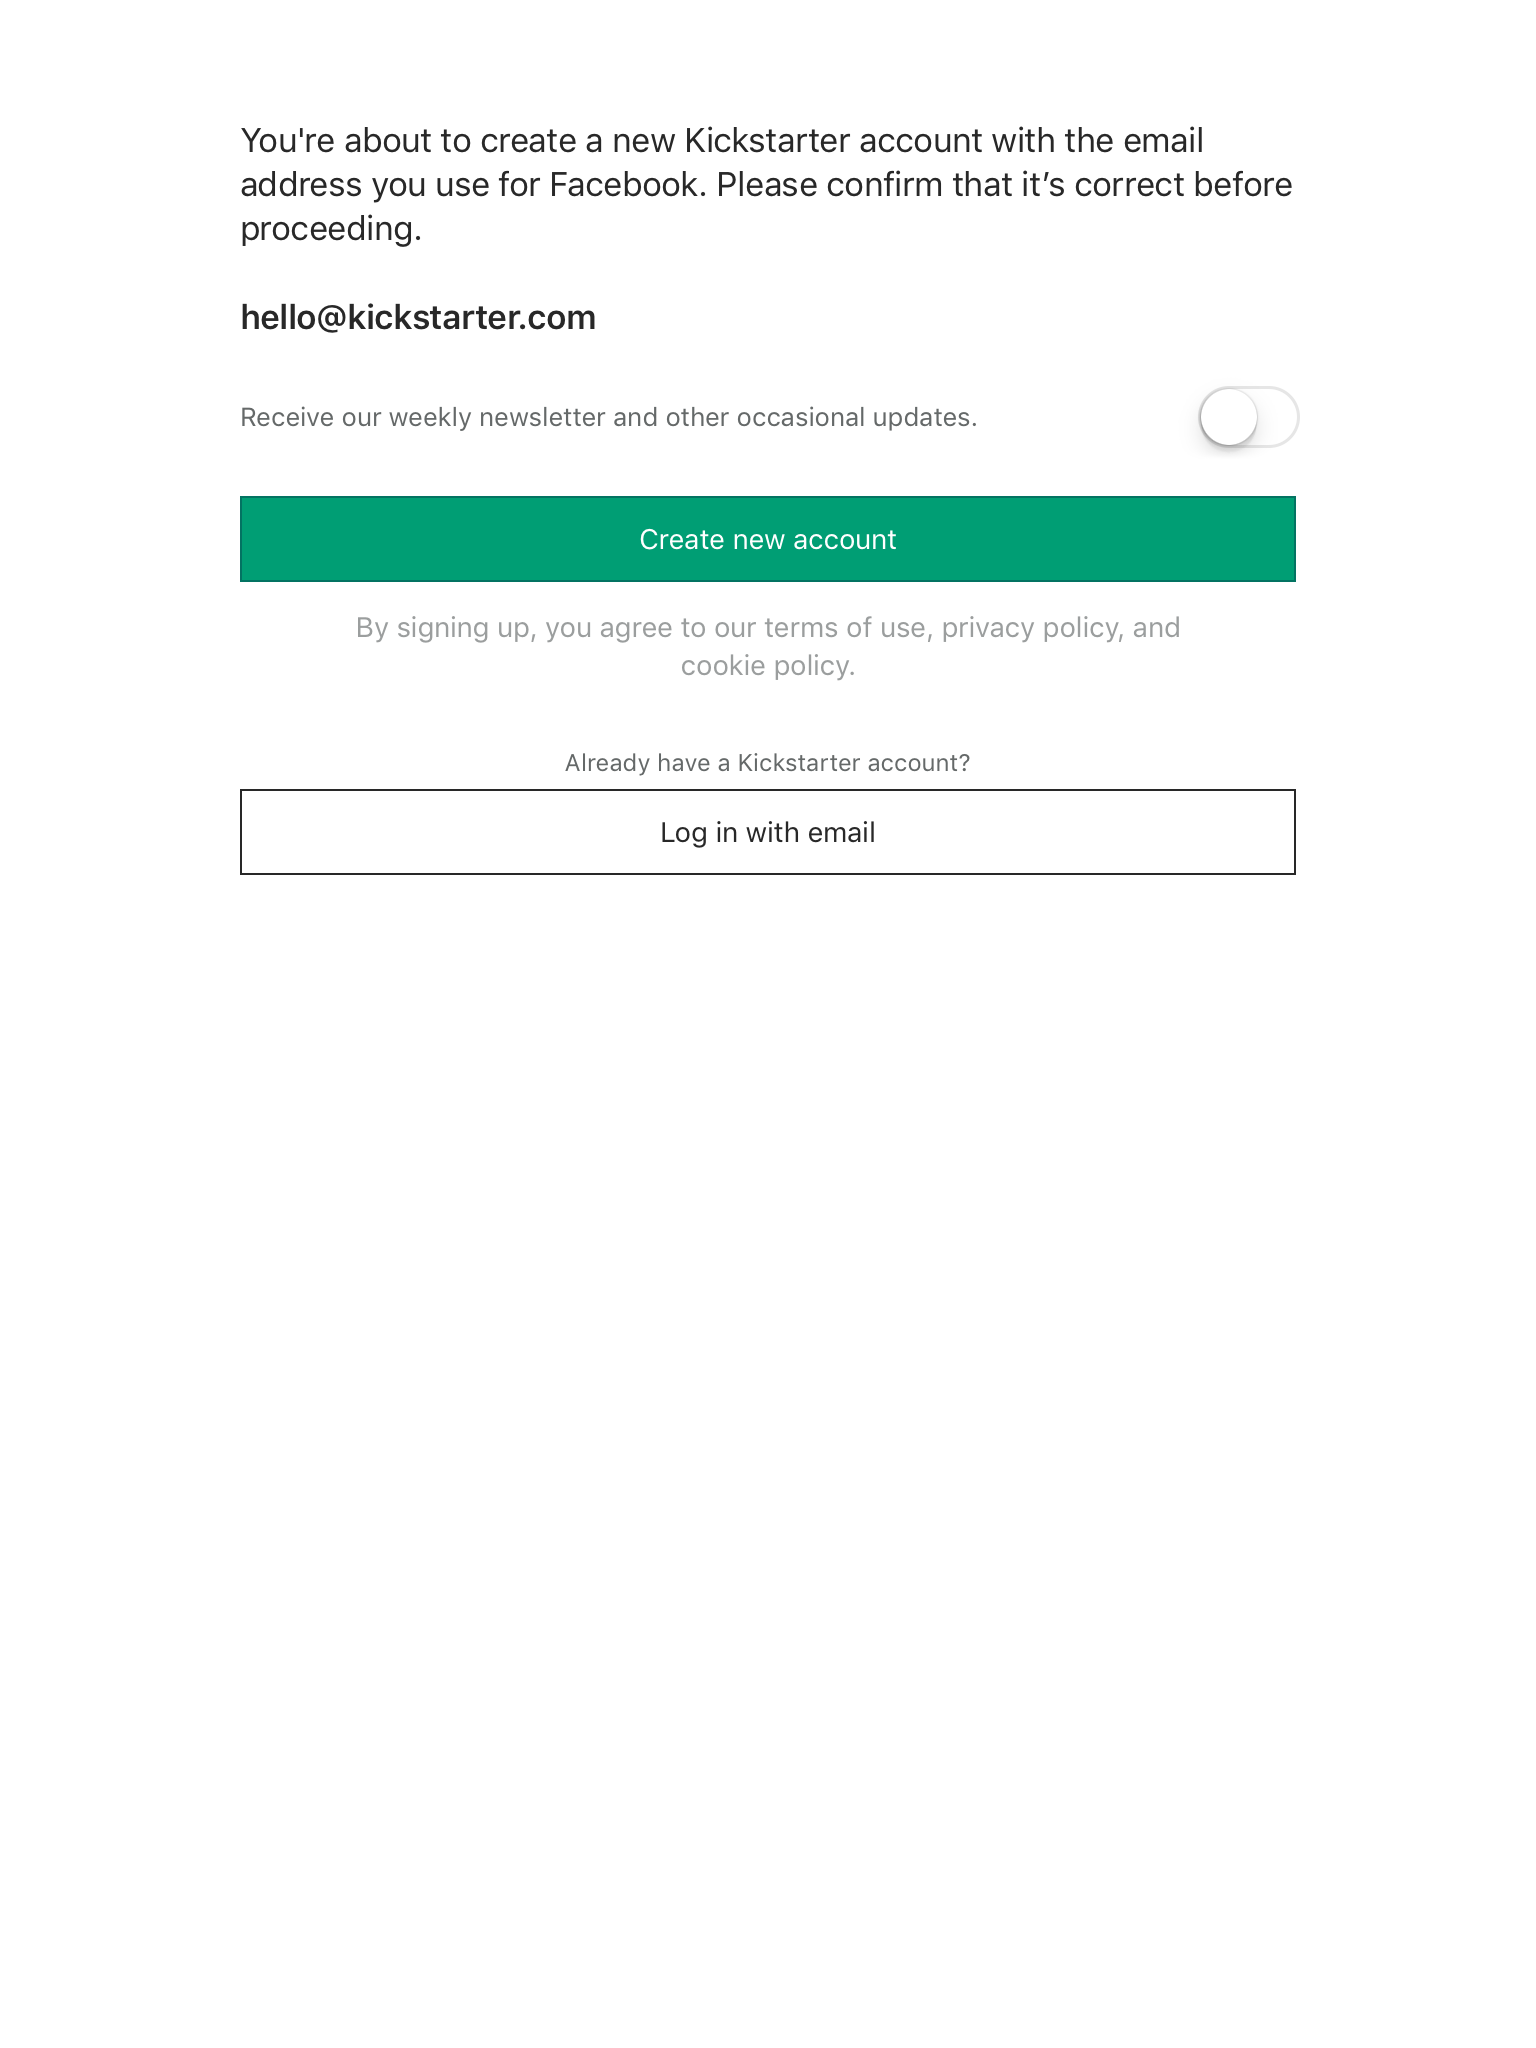 You're about to create a new Kickstarter account with the email
address you use for Facebook. Please confirm that it’s correct before
proceeding.
hello@kickstarter.com
Receive our weekly newsletter and other occasional updates.
Create new account
By signing up, you agree to our terms of use, privacy policy, and
cookie policy.
Already have a Kickstarter account?
Log in with email